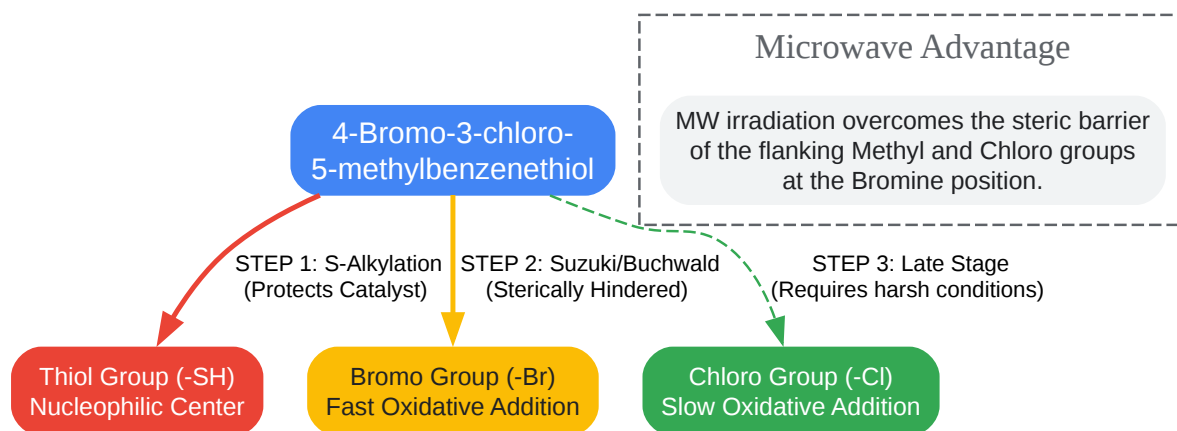 Microwave Advantage
MW irradiation overcomes the steric barrier
of the flanking Methyl and Chloro groups
at the Bromine position.
4-Bromo-3-chloro-
5-methylbenzenethiol
STEP 1: S-Alkylation
(Protects Catalyst)
STEP 2: Suzuki/Buchwald
(Sterically Hindered)
STEP 3: Late Stage
(Requires harsh conditions)
Thiol Group (-SH)
Nucleophilic Center
Bromo Group (-Br)
Fast Oxidative Addition
Chloro Group (-Cl)
Slow Oxidative Addition